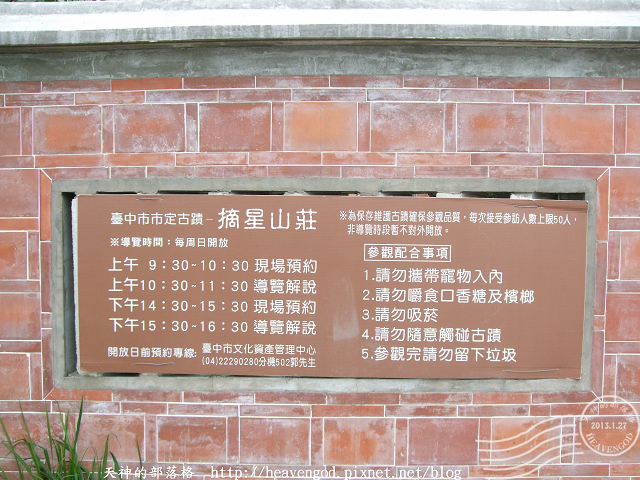 臺中市市定古蹟－摘星山莊
※導覽時間：每周日開放
上午 9：30~10：30 現場預約
上午10：30~11：30 導覽解說
下午14：30~15：30 現場預約
下午15：30~16：30 導覽解說
開放日前預約專線：臺中市文化資產管理中心
(04)22290280分機502郭先生
※為保存維護古蹟確保參觀品質，每次接受參訪人數上限50人，
非導覽時段暫不對外開放。
參觀配合事項
1.請勿攜帶寵物入內
2.請勿嚼食口香糖及檳榔
3.請勿吸菸
4.請勿隨意觸碰古蹟
5.參觀完請勿留下垃圾
2013.1.27
HEAVENGOD
天神的部落格 , http://heavengod.pixnet.net/blog